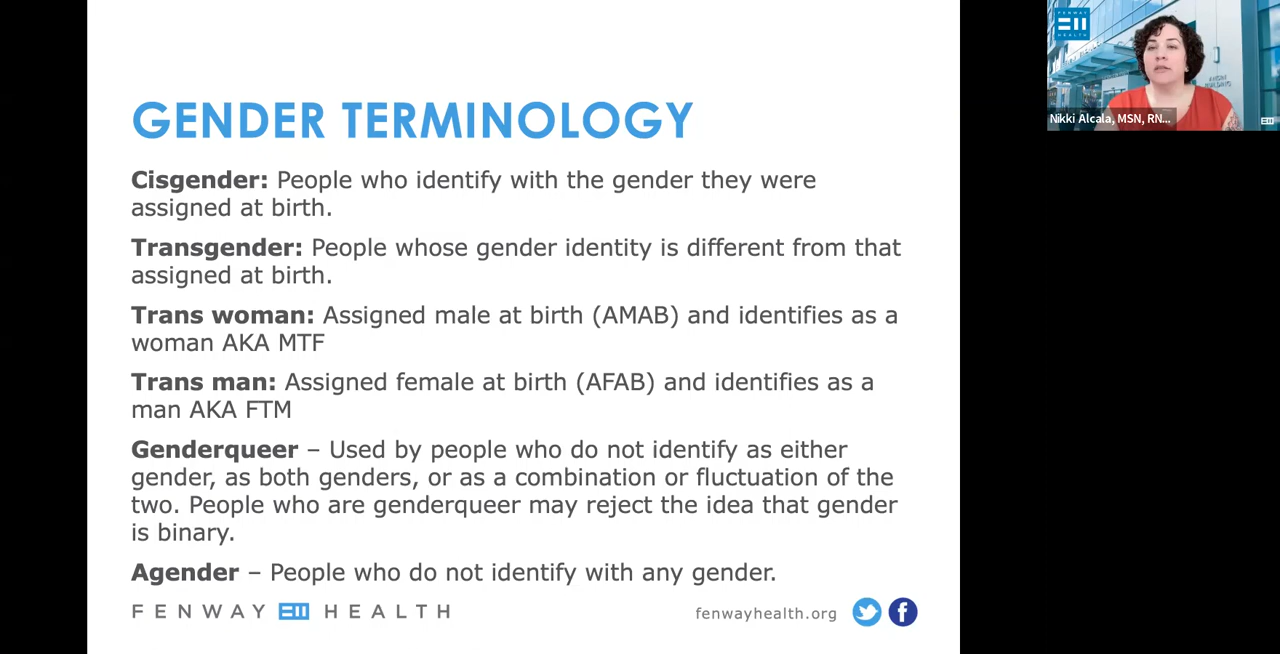 GENDER TERMINOLOGY
Cisgender: People who identify with the gender they were
assigned at birth.
Transgender: People whose gender identity is different from that
assigned at birth.
Trans woman: Assigned male at birth (AMAB) and identifies as a
woman AKA MTF
Trans man: Assigned female at birth (AFAB) and identifies as a
man AKA FTM
Genderqueer – Used by people who do not identify as either
gender, as both genders, or as a combination or fluctuation of the
two. People who are genderqueer may reject the idea that gender
is binary.
Agender – People who do not identify with any gender.
FENWAY HEALTH
fenwayhealth.org
FENWAY
HEALTH
Nikki Alcala, MSN, RN...